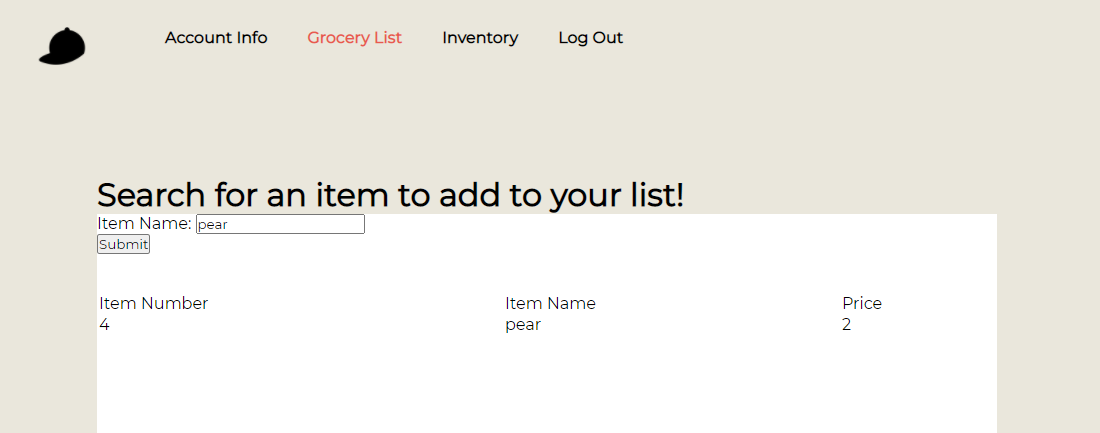 Account Info Grocery List Inventory Log Out
Search for an item to add to your list!
Item Name: pear
Submit
Item Number Item Name Price
4 pear 2